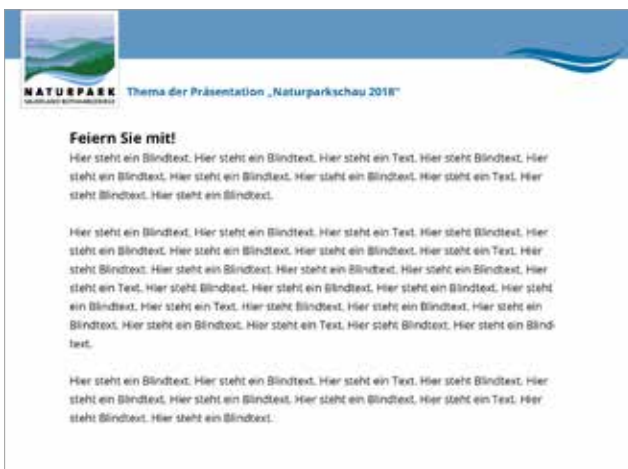 NATURPARK
SAUERLAND ROTHAARGEBIRGE
Thema der Präsentation „Naturparkschau 2018“
Feiern Sie mit!
Hier steht ein Blindtext. Hier steht ein Blindtext. Hier steht ein Text. Hier steht Blindtext. Hier
steht ein Blindtext. Hier steht ein Blindtext. Hier steht ein Blindtext. Hier steht ein Text. Hier
steht Blindtext. Hier steht ein Blindtext.
Hier steht ein Blindtext. Hier steht ein Blindtext. Hier steht ein Text. Hier steht Blindtext. Hier
steht ein Blindtext. Hier steht ein Blindtext. Hier steht ein Blindtext. Hier steht ein Text. Hier
steht Blindtext. Hier steht ein Blindtext. Hier steht ein Blindtext. Hier steht ein Blindtext. Hier
steht ein Text. Hier steht Blindtext. Hier steht ein Blindtext. Hier steht ein Blindtext. Hier steht
ein Blindtext. Hier steht ein Text. Hier steht Blindtext. Hier steht ein Blindtext. Hier steht ein
Blindtext. Hier steht ein Blindtext. Hier steht ein Text. Hier steht Blindtext. Hier steht ein Blind-
text.
Hier steht ein Blindtext. Hier steht ein Blindtext. Hier steht ein Text. Hier steht Blindtext. Hier
steht ein Blindtext. Hier steht ein Blindtext. Hier steht ein Blindtext. Hier steht ein Text. Hier
steht Blindtext. Hier steht ein Blindtext.